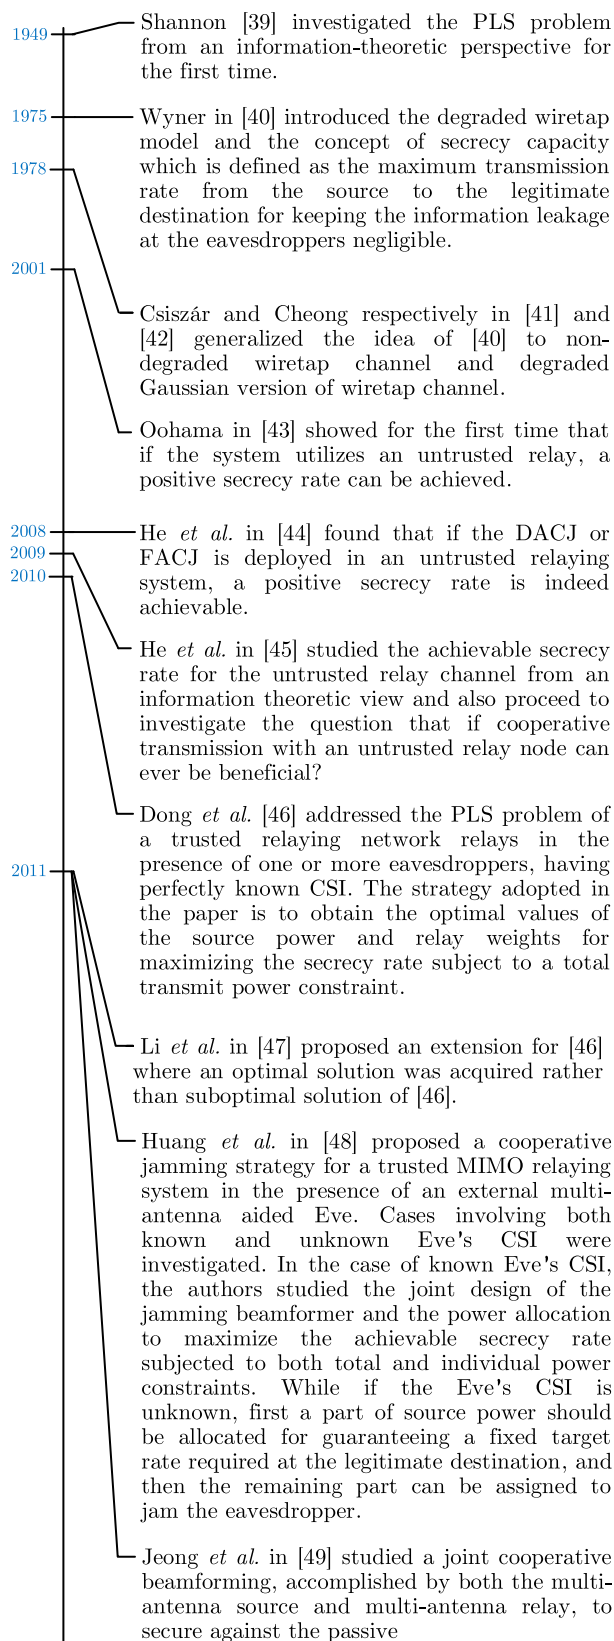 1949
Shannon [39] investigated the PLS problem
from an information-theoretic perspective for
the first time.
1975
Wyner in [40] introduced the degraded wiretap
model and the concept of secrecy capacity
which is defined as the maximum transmission
rate from the source to the legitimate
destination for keeping the information leakage
at the eavesdroppers negligible.
1978
Csiszár and Cheong respectively in [41] and
[42] generalized the idea of [40] to non-
degraded wiretap channel and degraded
Gaussian version of wiretap channel.
2001
Oohama in [43] showed for the first time that
if the system utilizes an untrusted relay, a
positive secrecy rate can be achieved.
2008
He et al. in [44] found that if the DACJ or
FACJ is deployed in an untrusted relaying
system, a positive secrecy rate is indeed
achievable.
2009
He et al. in [45] studied the achievable secrecy
rate for the untrusted relay channel from an
information theoretic view and also proceed to
investigate the question that if cooperative
transmission with an untrusted relay node can
ever be beneficial?
2010
Dong et al. [46] addressed the PLS problem of
a trusted relaying network relays in the
presence of one or more eavesdroppers, having
perfectly known CSI. The strategy adopted in
the paper is to obtain the optimal values of
the source power and relay weights for
maximizing the secrecy rate subject to a total
transmit power constraint.
2011
Li et al. in [47] proposed an extension for [46]
where an optimal solution was acquired rather
than suboptimal solution of [46].
Huang et al. in [48] proposed a cooperative
jamming strategy for a trusted MIMO relaying
system in the presence of an external multi-
antenna aided Eve. Cases involving both
known and unknown Eve's CSI were
investigated. In the case of known Eve's CSI,
the authors studied the joint design of the
jamming beamformer and the power allocation
to maximize the achievable secrecy rate
subjected to both total and individual power
constraints. While if the Eve's CSI is
unknown, first a part of source power should
be allocated for guaranteeing a fixed target
rate required at the legitimate destination, and
then the remaining part can be assigned to
jam the eavesdropper.
Jeong et al. in [49] studied a joint cooperative
beamforming, accomplished by both the multi-
antenna source and multi-antenna relay, to
secure against the passive